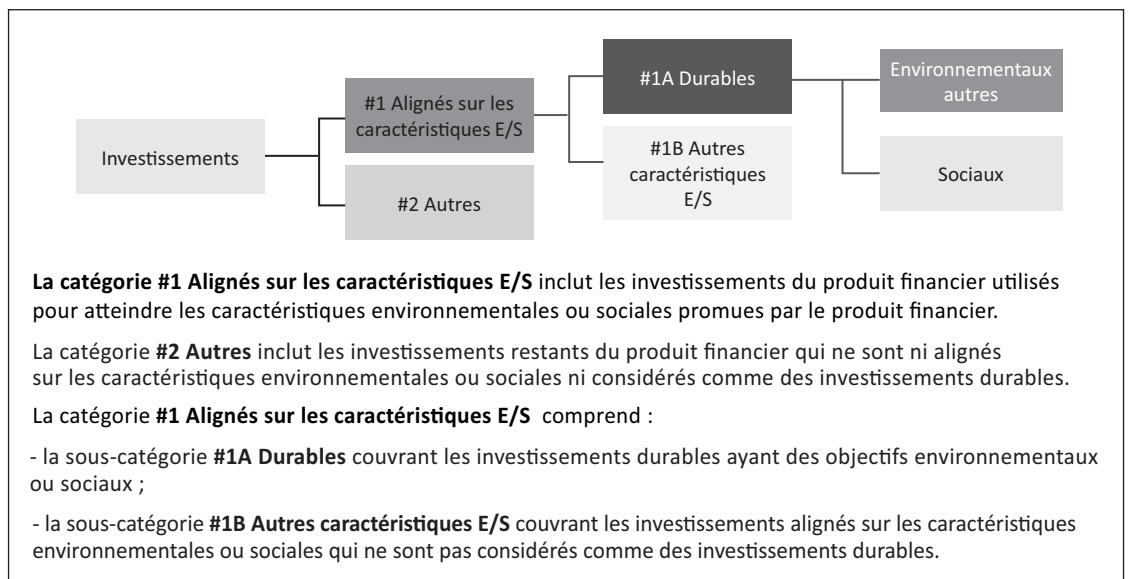 Investissements
#1 Alignés sur les
caractéristiques E/S
#2 Autres
#1A Durables
#1B Autres
caractéristiques
E/S
Environnementaux
autres
Sociaux
La catégorie #1 Alignés sur les caractéristiques E/S inclut les investissements du produit financier utilisés
pour atteindre les caractéristiques environnementales ou sociales promues par le produit financier.
La catégorie #2 Autres inclut les investissements restants du produit financier qui ne sont ni alignés
sur les caractéristiques environnementales ou sociales ni considérés comme des investissements durables.
La catégorie #1 Alignés sur les caractéristiques E/S comprend :
- la sous-catégorie #1A Durables couvrant les investissements durables ayant des objectifs environnementaux
ou sociaux ;
- la sous-catégorie #1B Autres caractéristiques E/S couvrant les investissements alignés sur les caractéristiques
environnementales ou sociales qui ne sont pas considérés comme des investissements durables.